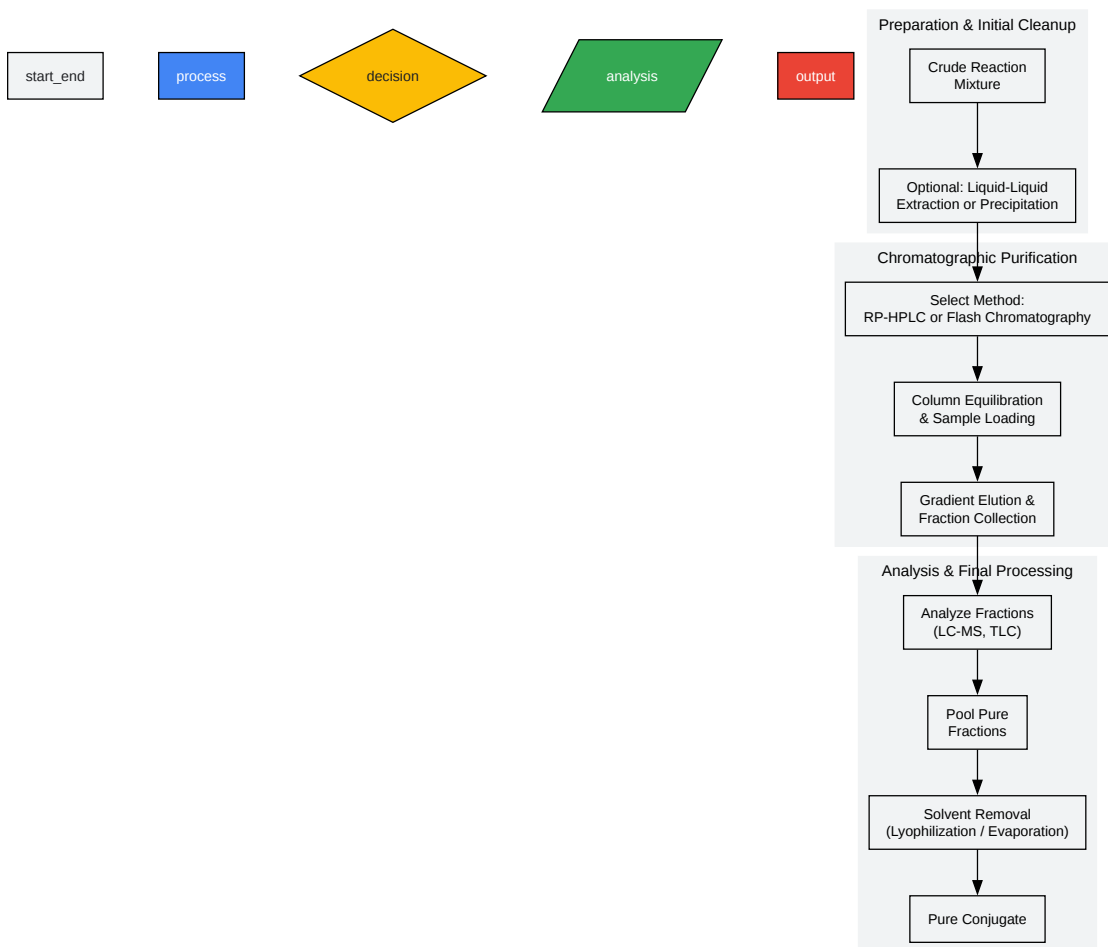 start_end
process
decision
analysis
output
Preparation & Initial Cleanup
Crude Reaction
Mixture
Optional: Liquid-Liquid
Extraction or Precipitation
Chromatographic Purification
Select Method:
RP-HPLC or Flash Chromatography
Column Equilibration
& Sample Loading
Gradient Elution &
Fraction Collection
Analysis & Final Processing
Analyze Fractions
(LC-MS, TLC)
Pool Pure
Fractions
Solvent Removal
(Lyophilization / Evaporation)
Pure Conjugate